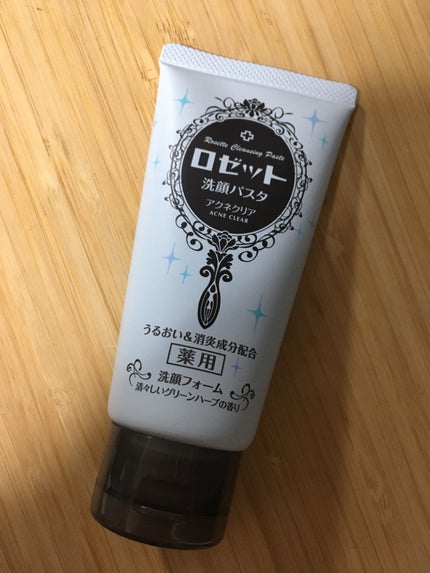 Rosette Cleansing Paste
ロゼット
洗顔パスタ
アクネクリア
ACNE CLEAR
うるおい&消炎成分配合
薬用
洗顔フォーム
清々しいグリーンハーブの香り